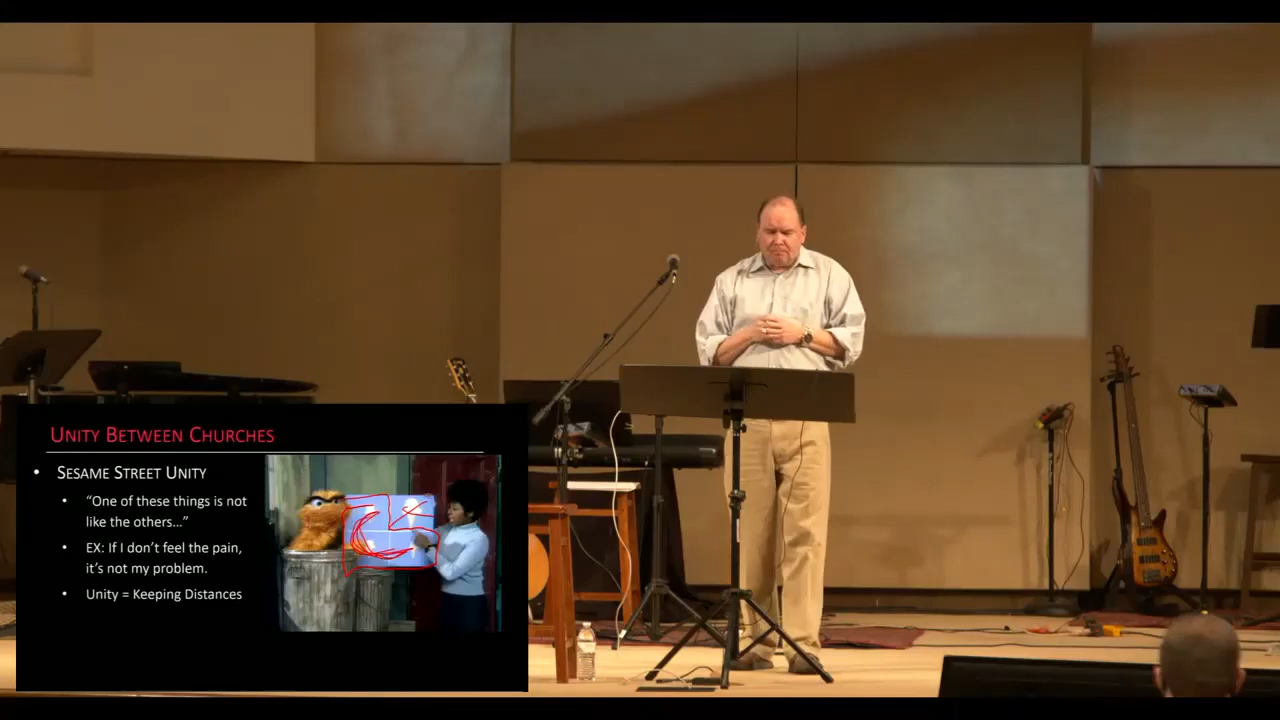 UNITY BETWEEN CHURCHES
• SESAME STREET UNITY
• “One of these things is not
like the others…”
• EX: If I don’t feel the pain,
it’s not my problem.
• Unity = Keeping Distances